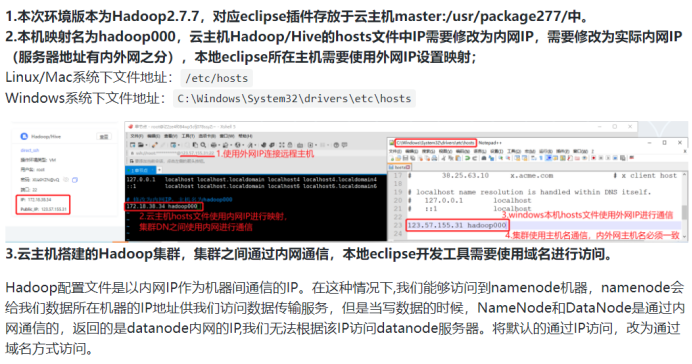 1.本次环境版本为Hadoop2.7.7，对应eclipse插件存放于云主机master:/usr/package277/中。
2.本机映射名为hadoop000，云主机Hadoop/Hive的hosts文件中IP需要修改为内网IP，需要修改为实际内网IP
（服务器地址有内外网之分），本地eclipse所在主机需要使用外网IP设置映射；
Linux/Mac系统下文件地址： /etc/hosts
Windows系统下文件地址： C:\Windows\System32\drivers\etc\hosts
Hadoop/Hive
1.使用外网IP连接远程主机
127.0.0.1 localhost localhost.localdomain localhost4 localhost4.localdomain4
::1 localhost localhost.localdomain localhost6 localhost6.localdomain6
172.18.38.34 hadoop000
2.云主机hosts文件使用内网IP进行映射，
集群DN之间使用内网进行通信
# 38.25.63.10 x.acme.com # x client host
# localhost name resolution is handled within DNS itself.
# 127.0.0.1 localhost
# ::1 localhost
3.windows本机hosts文件使用外网IP进行通信
23 123.57.155.31 hadoop000
4.集群使用主机名通信，内外网主机名必须一致
3.云主机搭建的Hadoop集群，集群之间通过内网通信，本地eclipse开发工具需要使用域名进行访问。
Hadoop配置文件是以内网IP作为机器间通信的IP。在这种情况下,我们能够访问到namenode机器，namenode会
给我们数据所在机器的IP地址供我们访问数据传输服务，但是当写数据的时候，NameNode和DataNode是通过内
网通信的，返回的是datanode内网的IP,我们无法根据该IP访问datanode服务器。将默认的通过IP访问，改为通过
域名方式访问。